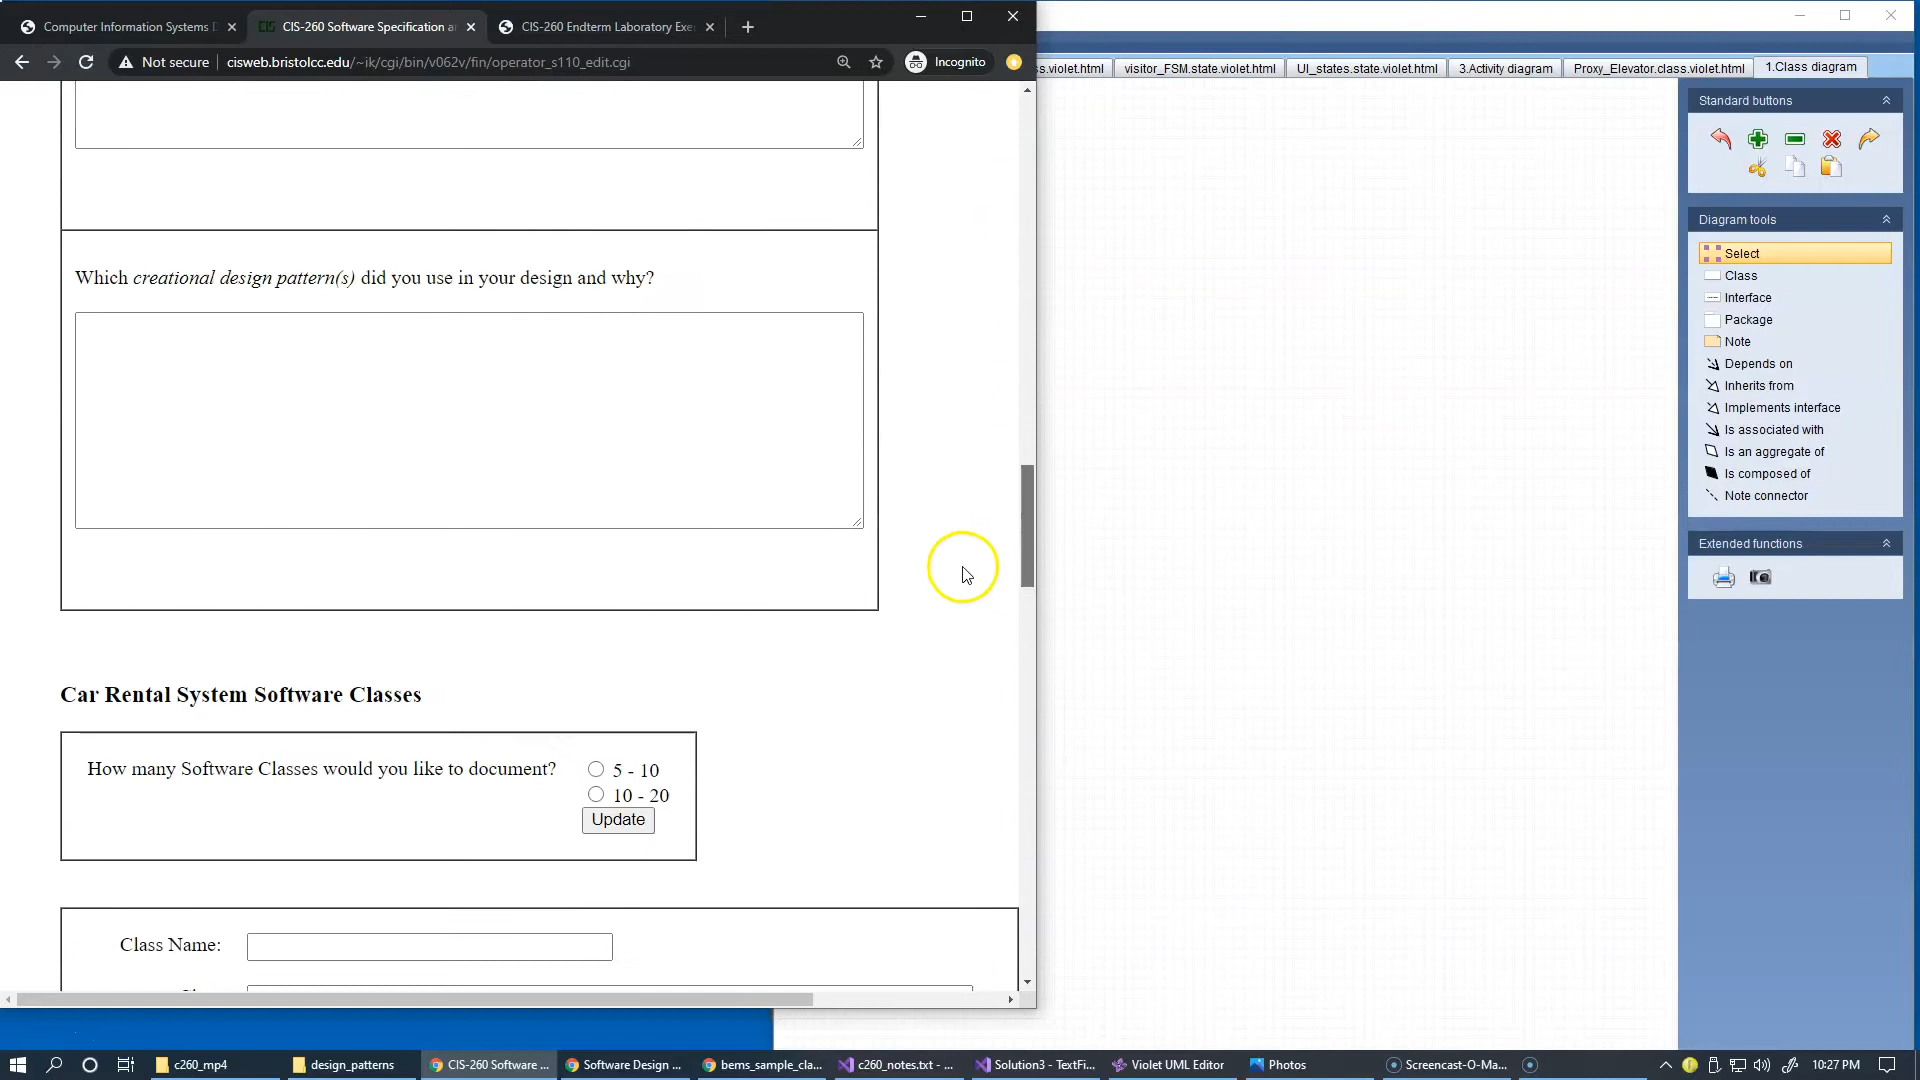 Computer Information Systems D
CIS-260 Software Specification a
CIS-260 Endterm Laboratory Exe
Not secure
cisweb.bristolcc.edu/~ik/cgi/bin/v062v/fin/operator_s110_edit.cgi
Incognito
ss.violet.html
visitor_FSM.state.violet.html
UI_states.state.violet.html
3.Activity diagram
Proxy_Elevator.class.violet.html
1.Class diagram
Which creational design pattern(s) did you use in your design and why?
Car Rental System Software Classes
How many Software Classes would you like to document?
5 - 10
10 - 20
Update
Class Name:
Standard buttons
Diagram tools
Select
Class
Interface
Package
Note
Depends on
Inherits from
Implements interface
Is associated with
Is an aggregate of
Is composed of
Note connector
Extended functions
c260_mp4
design_patterns
CIS-260 Software ...
Software Design ...
bems_sample_cla...
c260_notes.txt - ...
Solution3 - TextFi...
Violet UML Editor
Photos
Screencast-O-Ma...
10:27 PM